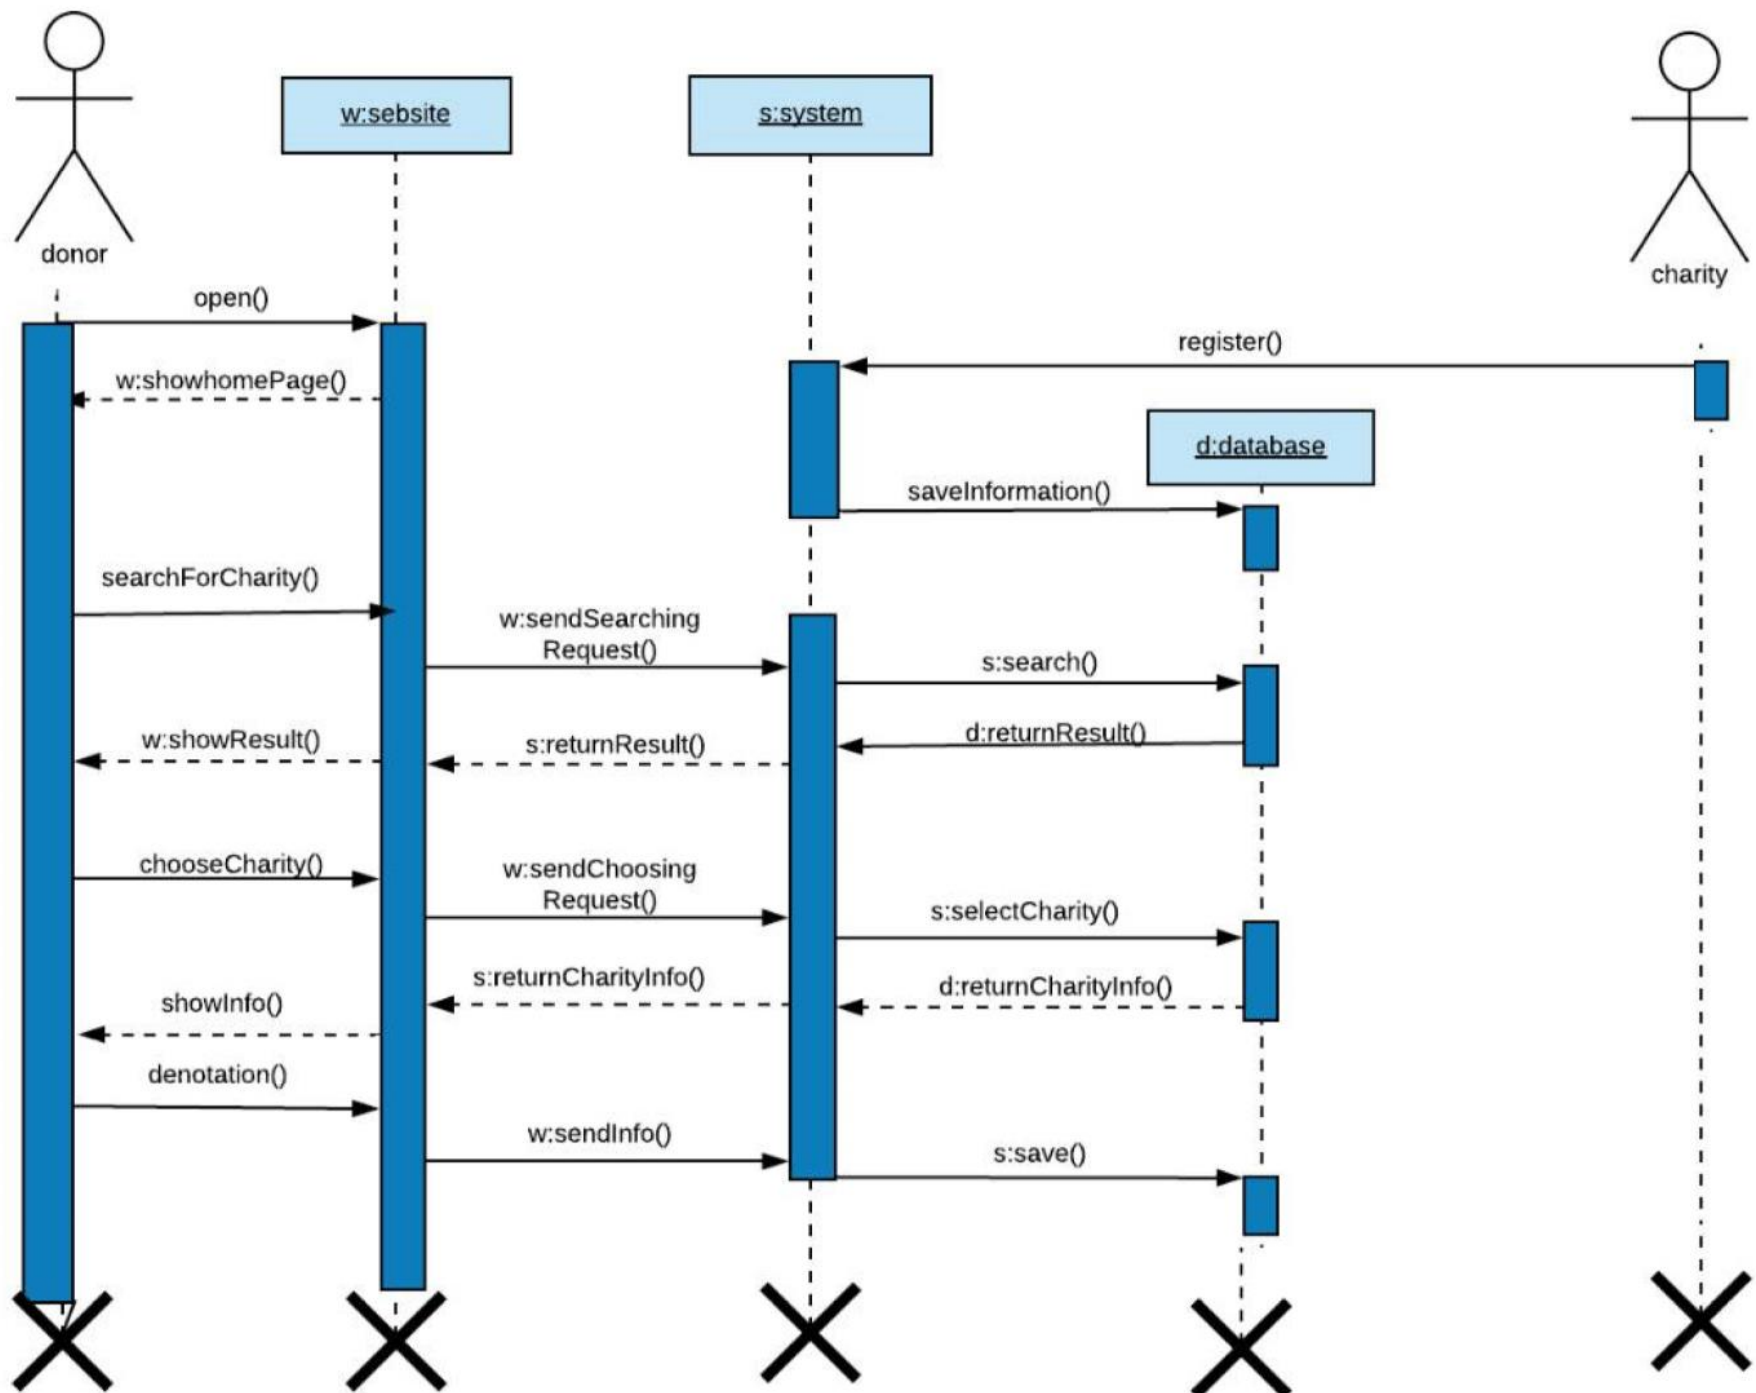 w:sebsite
s:system
donor
charity
open()
register()
w:showhomePage()
d:database
saveInformation()
searchForCharity()
w:sendSearching
Request()
s:search()
w:showResult()
s:returnResult()
d:returnResult()
chooseCharity()
w:sendChoosing
Request()
s:selectCharity()
s:returnCharityInfo()
d:returnCharityInfo()
showInfo()
denotation()
w:sendInfo()
s:save()